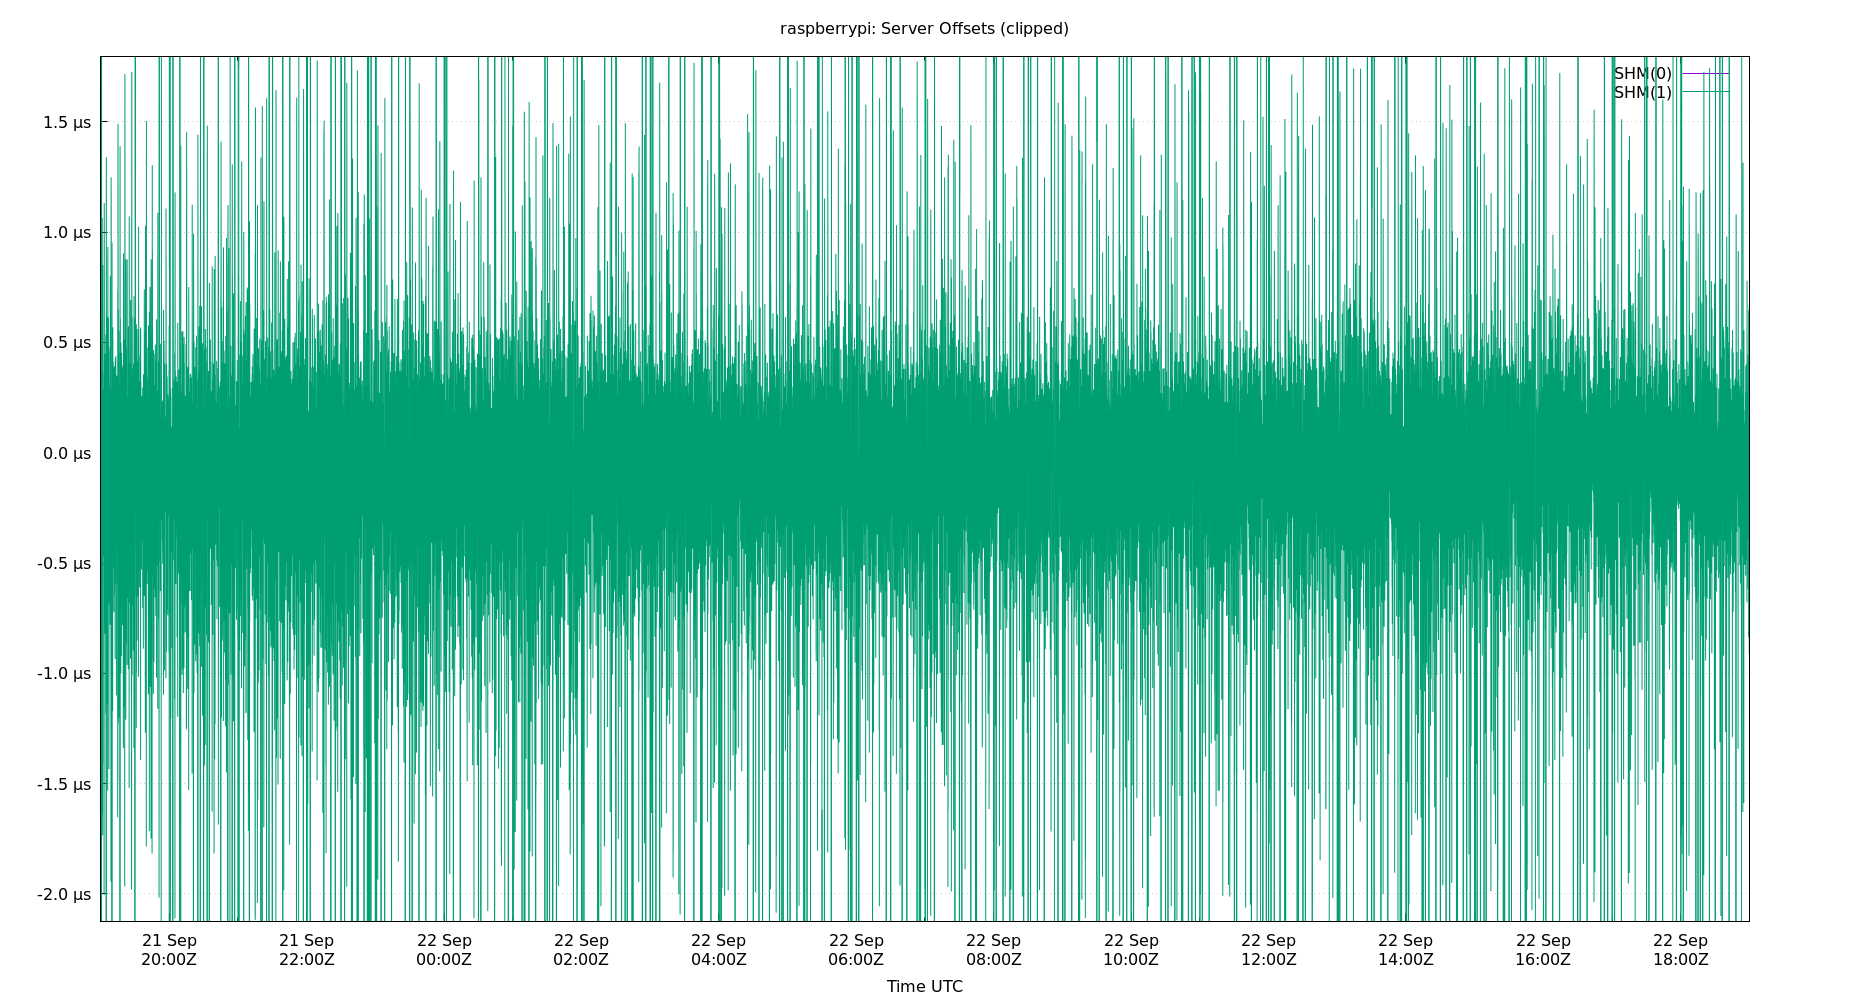 raspberrypi: Server Offsets (clipped)
SHM(0)
SHM(1)
1.5 µs
1.0 µs
0.5 µs
0.0 µs
-0.5 µs
-1.0 µs
-1.5 µs
-2.0 µs
21 Sep 21 Sep 22 Sep 22 Sep 22 Sep 22 Sep 22 Sep 22 Sep 22 Sep 22 Sep 22 Sep 22 Sep
20:00Z 22:00Z 00:00Z 02:00Z 04:00Z 06:00Z 08:00Z 10:00Z 12:00Z 14:00Z 16:00Z 18:00Z
Time UTC